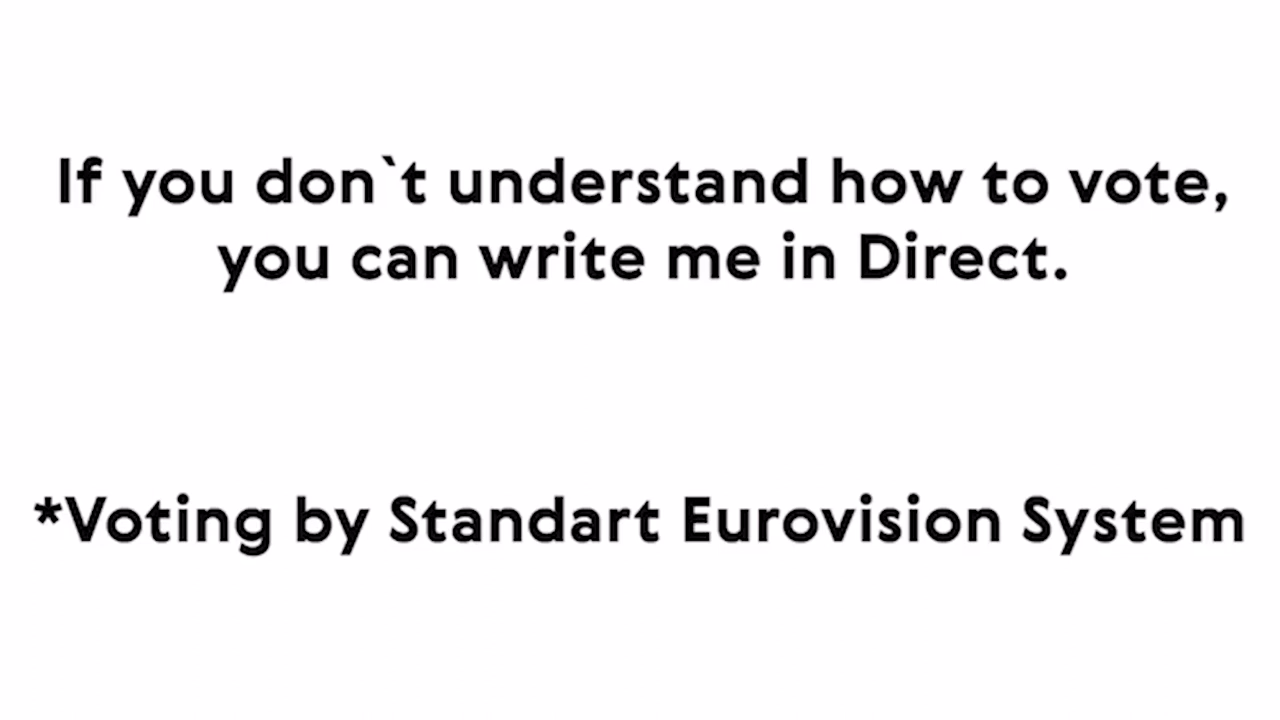 If you don`t understand how to vote,
you can write me in Direct.
*Voting by Standart Eurovision System